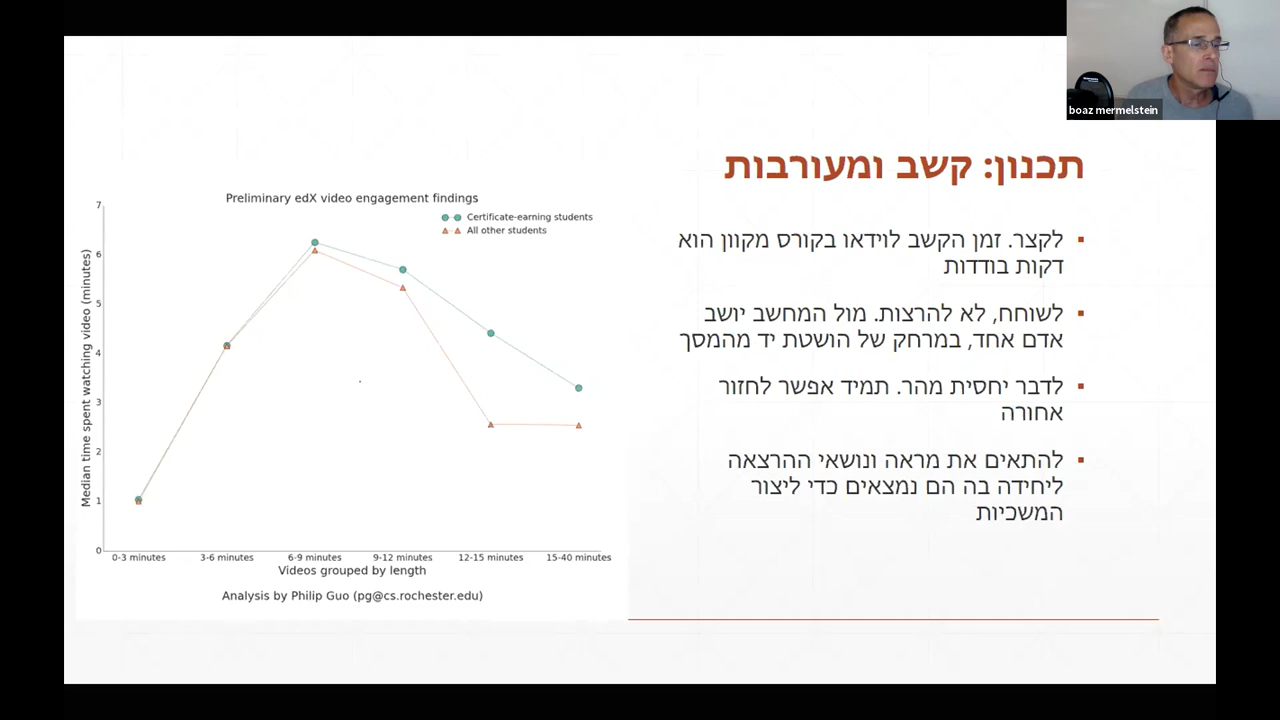 boaz mermelstein
תכנון: קשב ומעורבות
לקצר. זמן הקשב לוידאו בקורס מקוון הוא
דקות בודדות
לשוחח, לא להרצות. מול המחשב יושב
אדם אחד, במרחק של הושטת יד מהמסך
לדבר יחסית מהר. תמיד אפשר לחזור
אחורה
להתאים את מראה ונושאי ההרצאה
ליחידה בה הם נמצאים כדי ליצור
המשכיות
Preliminary edX video engagement findings
Certificate-earning students
All other students
Median time spent watching video (minutes)
7
6
5
4
3
2
1
0
0-3 minutes 3-6 minutes 6-9 minutes 9-12 minutes 12-15 minutes 15-40 minutes
Videos grouped by length
Analysis by Philip Guo (pg@cs.rochester.edu)